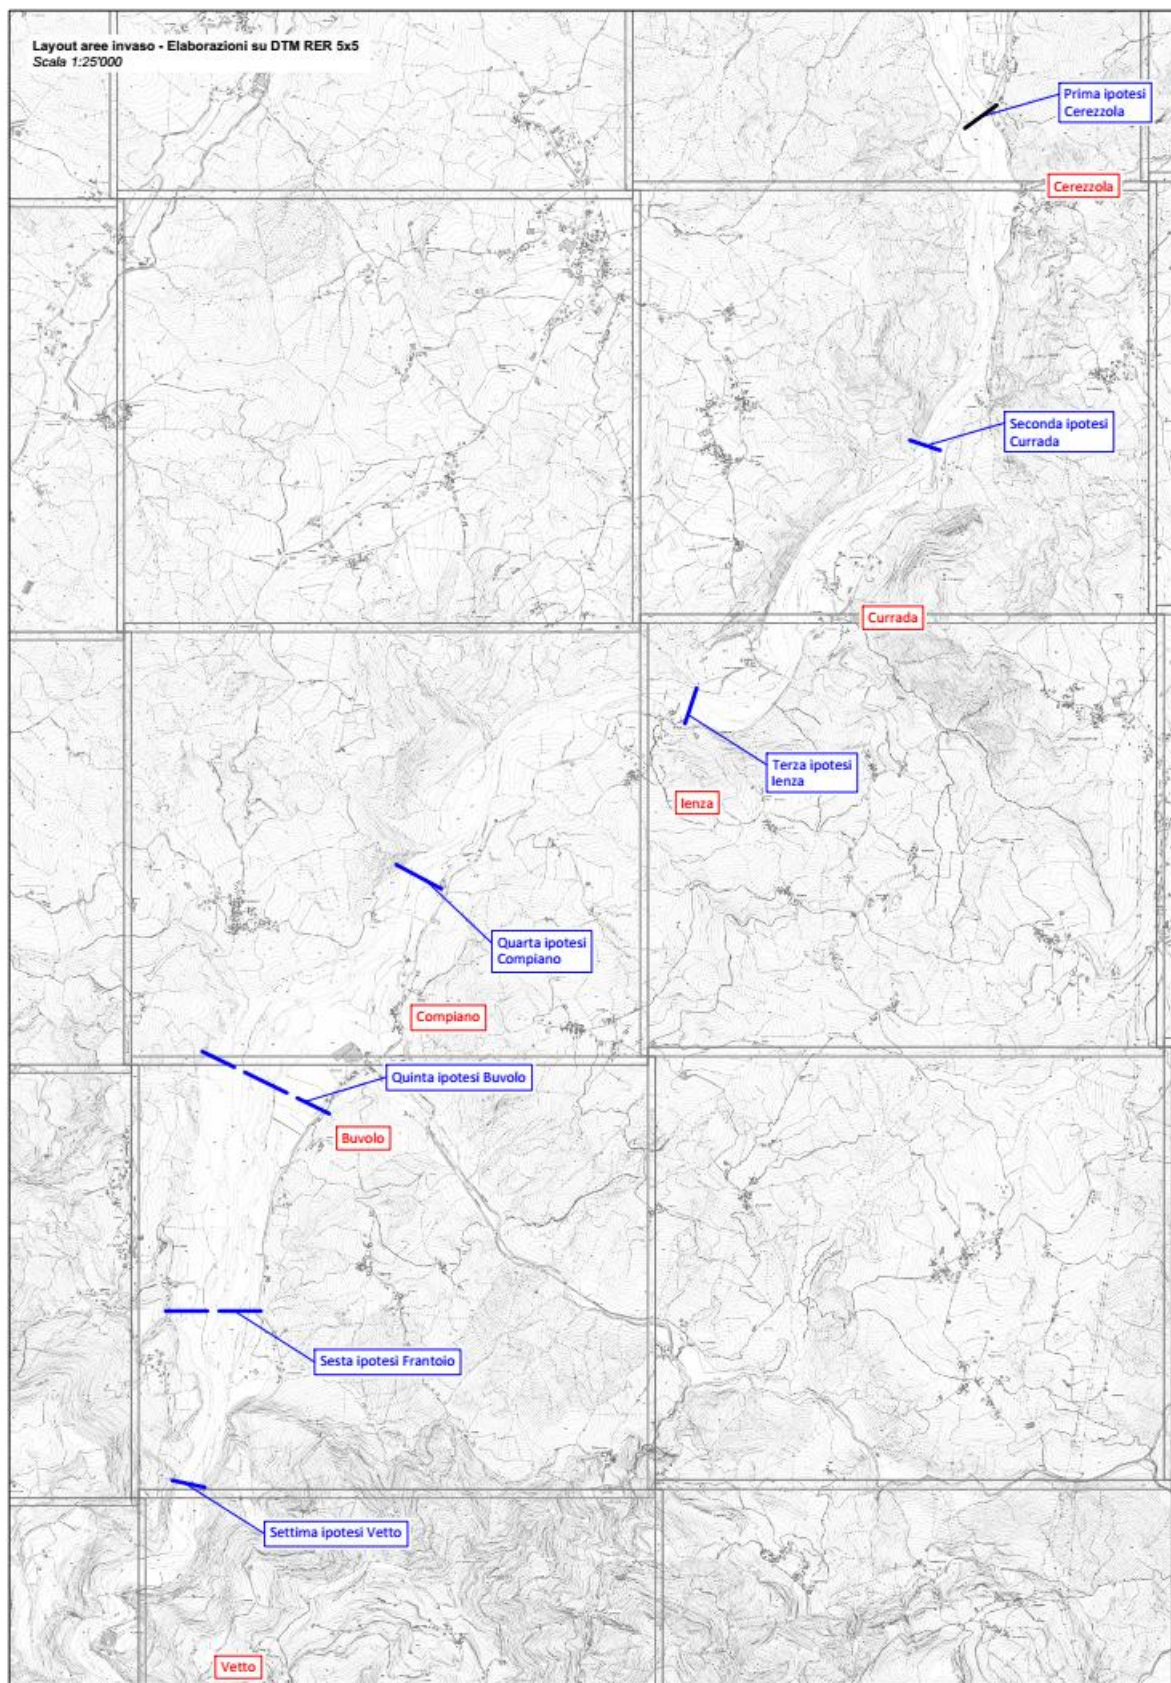 Layout aree invaso - Elaborazioni su DTM RER 5x5
Scala 1:25'000
Prima ipotesi
Cerezzola
Cerezzola
Seconda ipotesi
Currada
Currada
Terza ipotesi
Ienza
Ienza
Quarta ipotesi
Compiano
Compiano
Quinta ipotesi Buvolo
Buvolo
Sesta ipotesi Frantoio
Settima ipotesi Vetto
Vetto